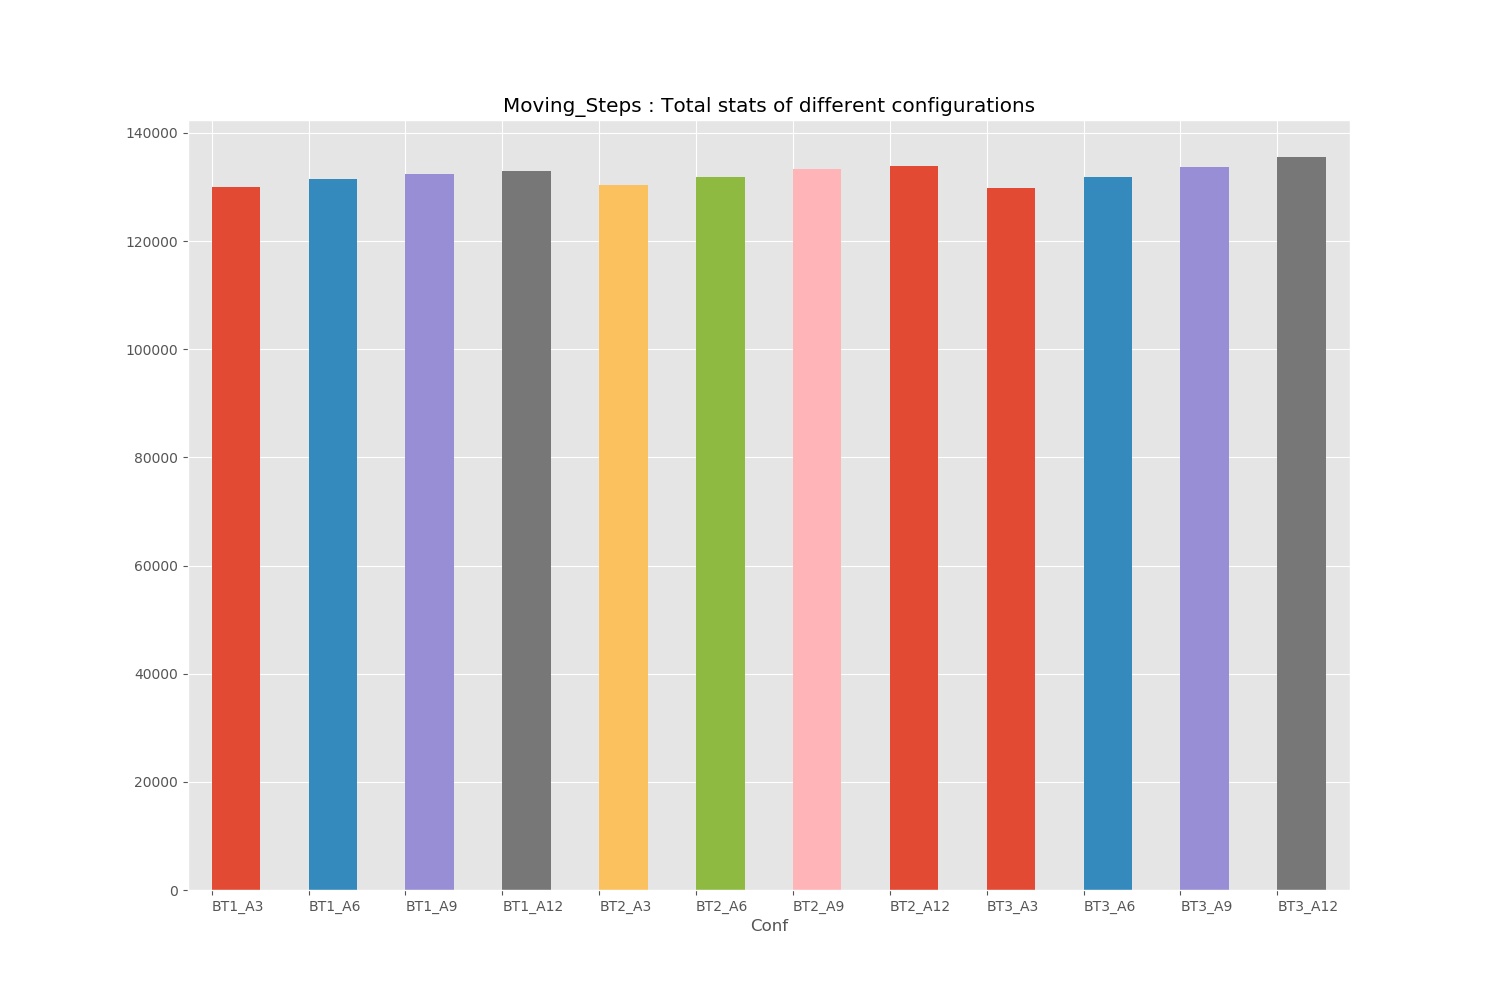 Moving_Steps : Total stats of different configurations
140000
120000
100000
80000
60000
40000
20000
0
BT1_A3 BT1_A6 BT1_A9 BT1_A12 BT2_A3 BT2_A6 BT2_A9 BT2_A12 BT3_A3 BT3_A6 BT3_A9 BT3_A12
Conf